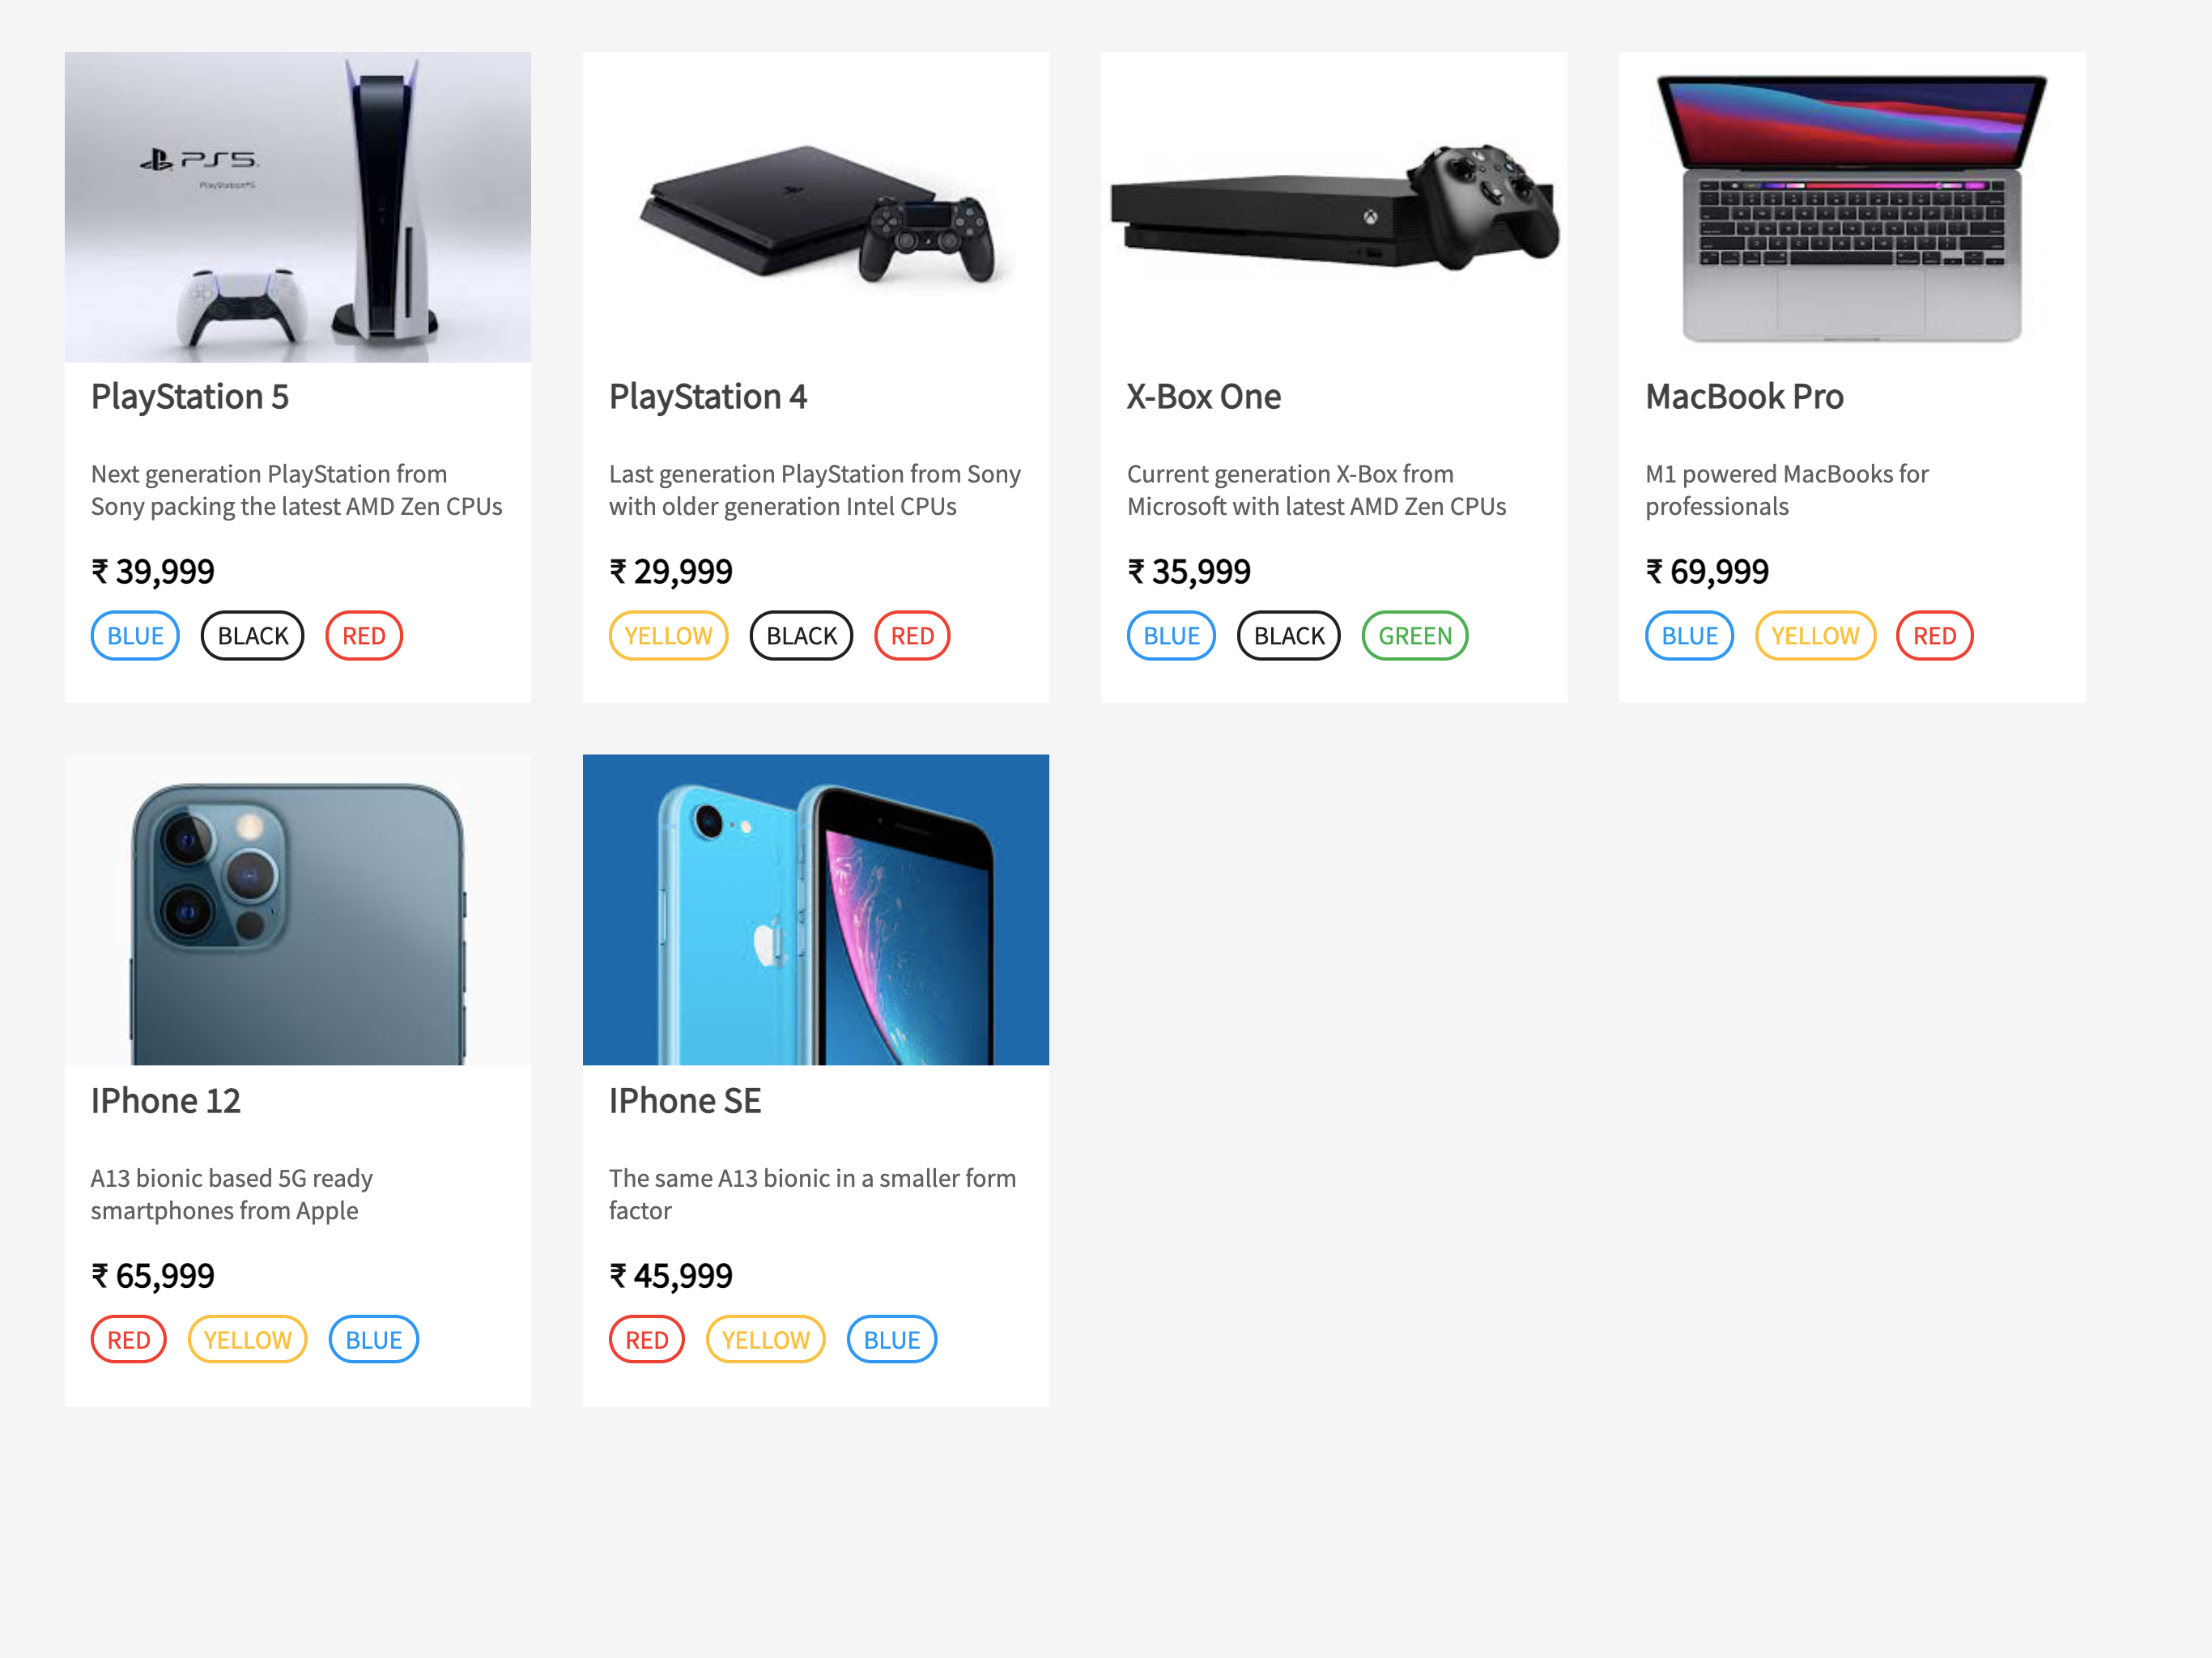 PS5
PlayStation®5
PlayStation 5
Next generation PlayStation from
Sony packing the latest AMD Zen CPUs
₹ 39,999
BLUE BLACK RED
PlayStation 4
Last generation PlayStation from Sony
with older generation Intel CPUs
₹ 29,999
YELLOW BLACK RED
X-Box One
Current generation X-Box from
Microsoft with latest AMD Zen CPUs
₹ 35,999
BLUE BLACK GREEN
MacBook Pro
M1 powered MacBooks for
professionals
₹ 69,999
BLUE YELLOW RED
IPhone 12
A13 bionic based 5G ready
smartphones from Apple
₹ 65,999
RED YELLOW BLUE
IPhone SE
The same A13 bionic in a smaller form
factor
₹ 45,999
RED YELLOW BLUE